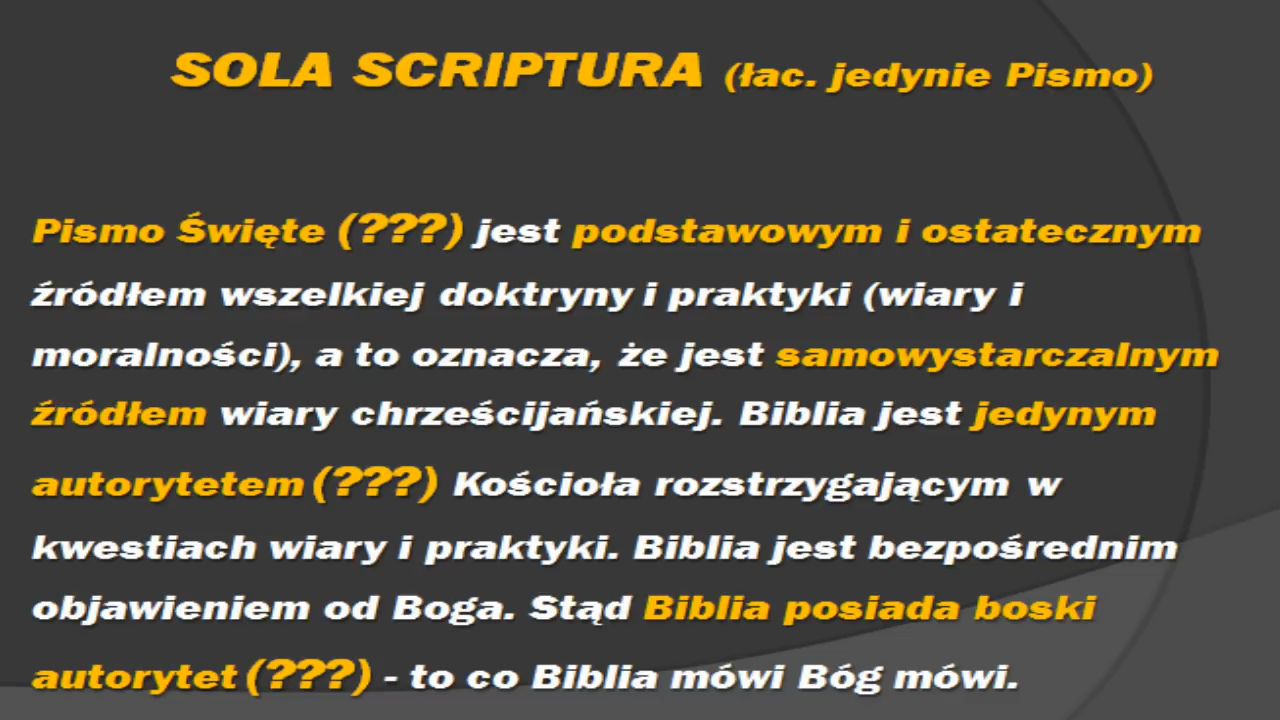 SOLA SCRIPTURA (łac. jedynie Pismo)
Pismo Święte (???) jest podstawowym i ostatecznym
źródłem wszelkiej doktryny i praktyki (wiary i
moralności), a to oznacza, że jest samowystarczalnym
źródłem wiary chrześcijańskiej. Biblia jest jedynym
autorytetem (???) Kościoła rozstrzygającym w
kwestiach wiary i praktyki. Biblia jest bezpośrednim
objawieniem od Boga. Stąd Biblia posiada boski
autorytet (???) - to co Biblia mówi Bóg mówi.